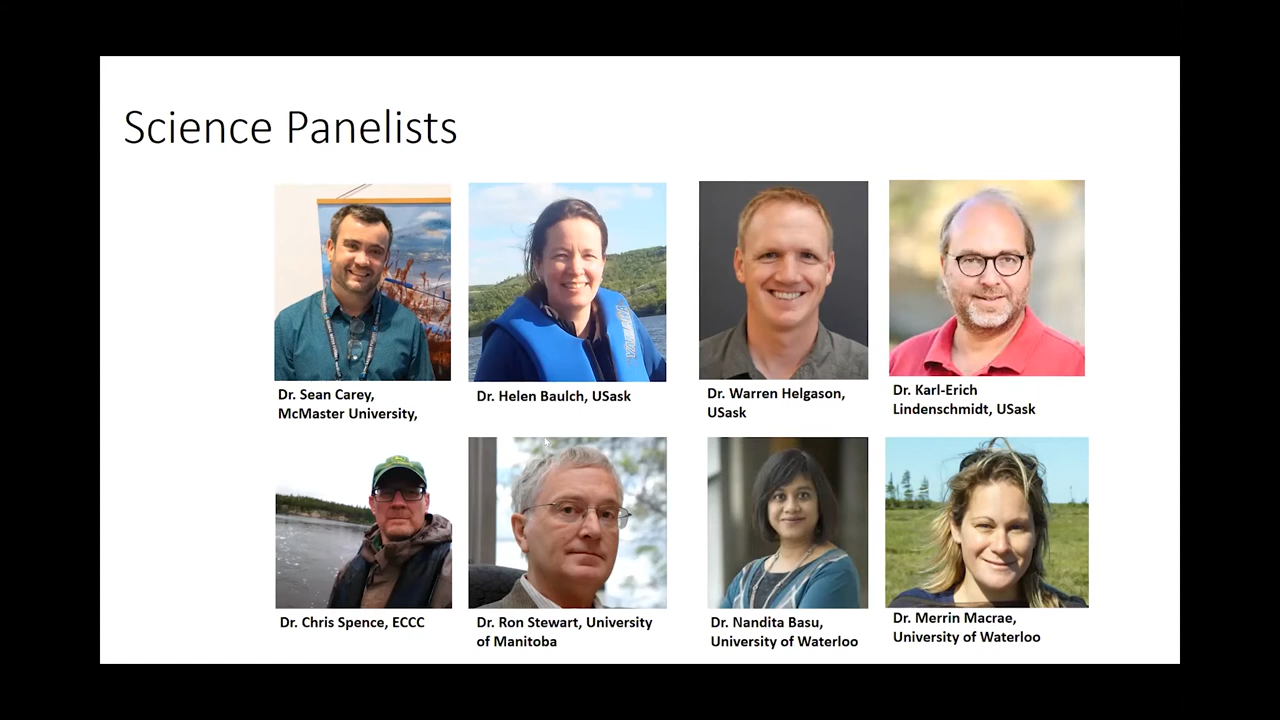 Science Panelists
Dr. Sean Carey,
McMaster University,
Dr. Helen Baulch, USask
Dr. Warren Helgason,
USask
Dr. Karl-Erich
Lindenschmidt, USask
Dr. Chris Spence, ECCC
Dr. Ron Stewart, University
of Manitoba
Dr. Nandita Basu,
University of Waterloo
Dr. Merrin Macrae,
University of Waterloo